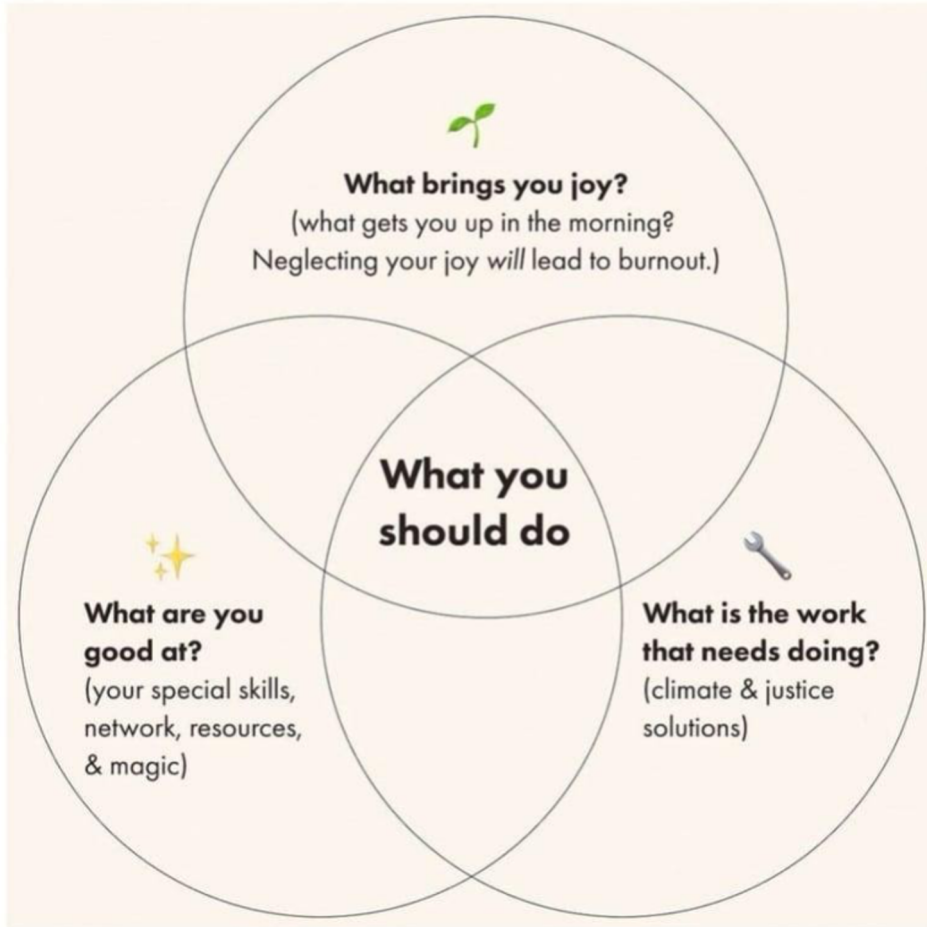 What brings you joy?
(what gets you up in the morning?
Neglecting your joy will lead to burnout.)
What you
should do
What are you
good at?
(your special skills,
network, resources,
& magic)
What is the work
that needs doing?
(climate & justice
solutions)